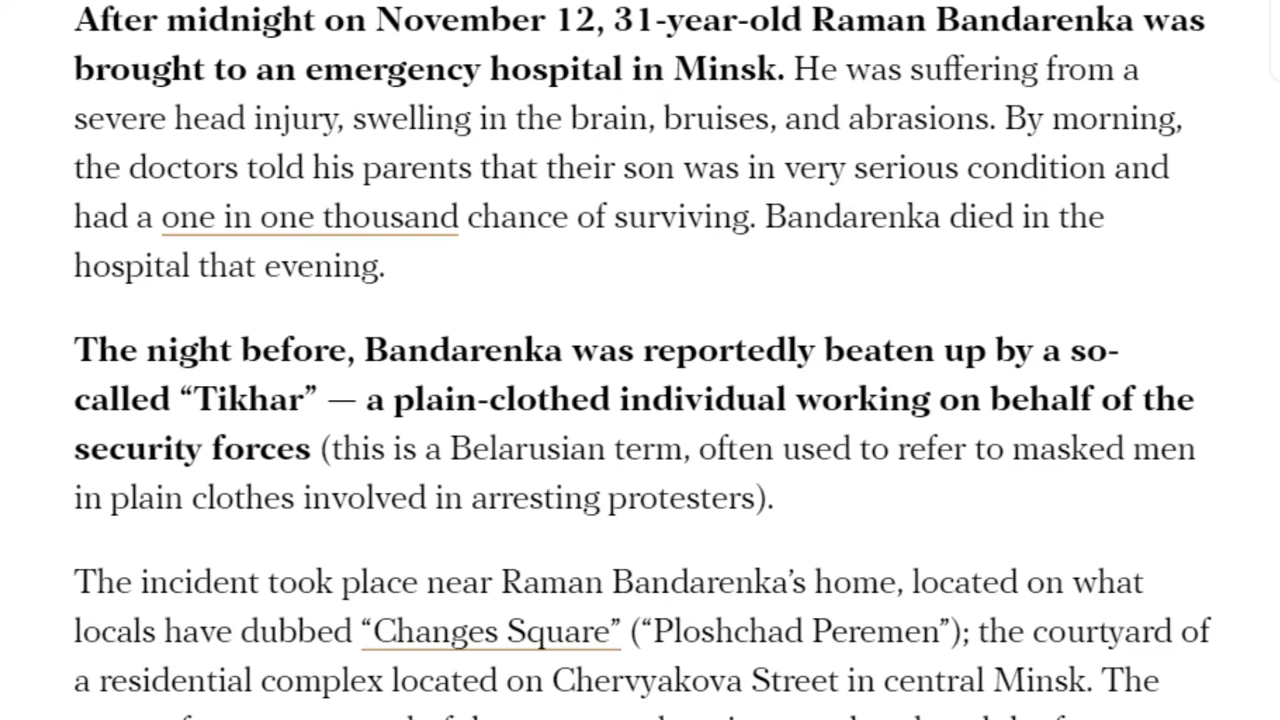 After midnight on November 12, 31-year-old Raman Bandarenka was
brought to an emergency hospital in Minsk. He was suffering from a
severe head injury, swelling in the brain, bruises, and abrasions. By morning,
the doctors told his parents that their son was in very serious condition and
had a one in one thousand chance of surviving. Bandarenka died in the
hospital that evening.
The night before, Bandarenka was reportedly beaten up by a so-
called “Tikhar” — a plain-clothed individual working on behalf of the
security forces (this is a Belarusian term, often used to refer to masked men
in plain clothes involved in arresting protesters).
The incident took place near Raman Bandarenka’s home, located on what
locals have dubbed “Changes Square” (“Ploshchad Peremen”); the courtyard of
a residential complex located on Chervyakova Street in central Minsk. The